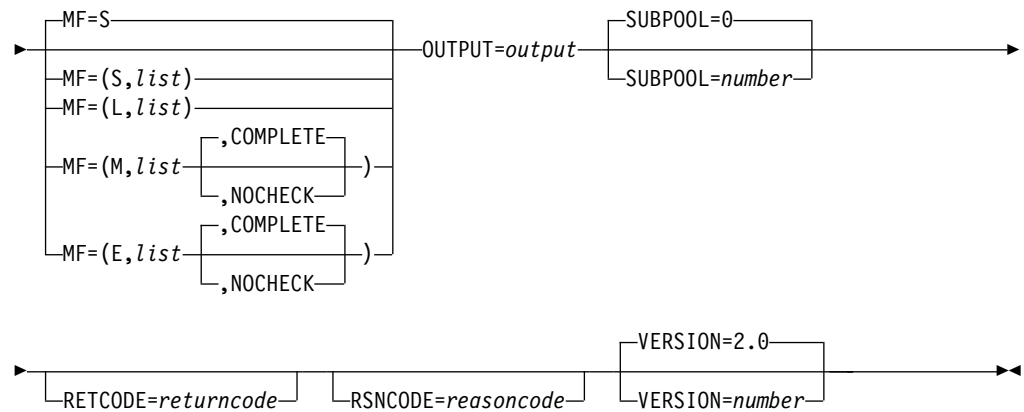 MF=S
MF=(S,list)
MF=(L,list)
MF=(M,list ,COMPLETE ,NOCHECK )
MF=(E,list ,COMPLETE ,NOCHECK )
OUTPUT=output
SUBPOOL=0
SUBPOOL=number
RETCODE=returncode
RSNCODE=reasoncode
VERSION=2.0
VERSION=number